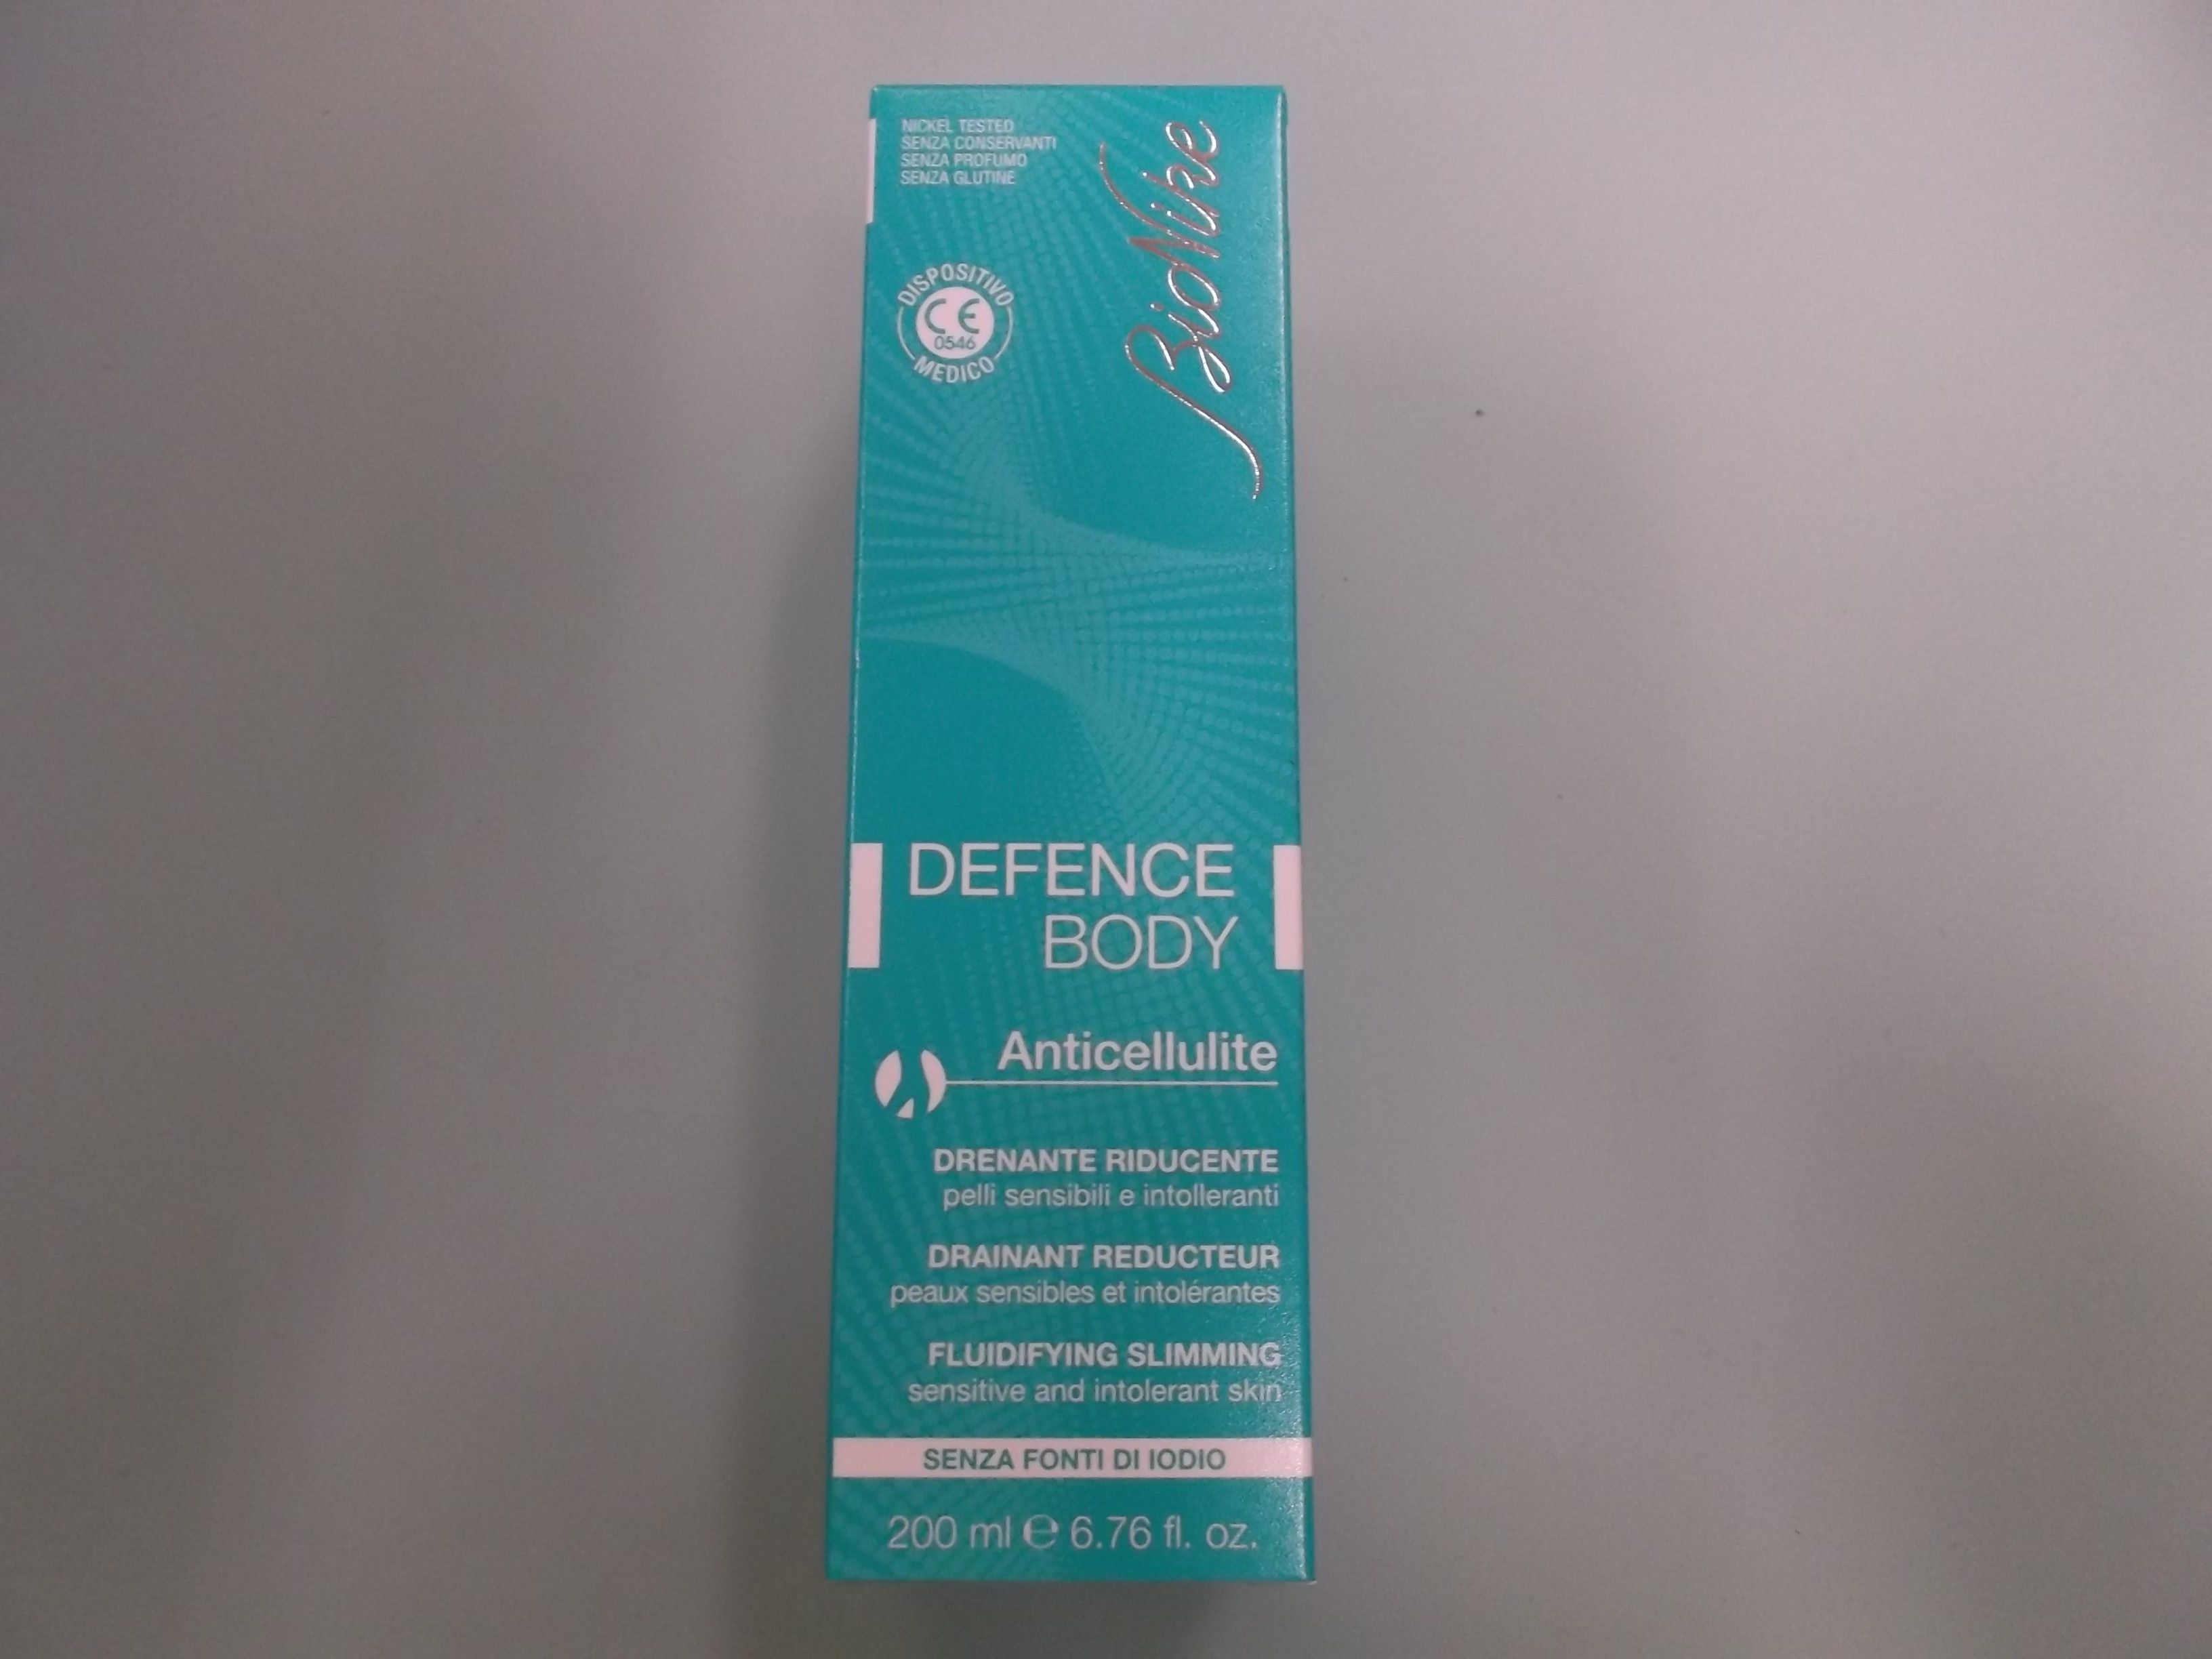 NICKEL TESTED
SENZA CONSERVANTI
SENZA PROFUMO
SENZA GLUTINE
BioNike
DISPOSITIVO
CE
0546
MEDICO
DEFENCE
BODY
Anticellulite
DRENANTE RIDUCENTE
pelli sensibili e intolleranti
DRAINANT REDUCTEUR
peaux sensibles et intolérantes
FLUIDIFYING SLIMMING
sensitive and intolerant skin
SENZA FONTI DI IODIO
200 ml ℮ 6.76 fl. oz.